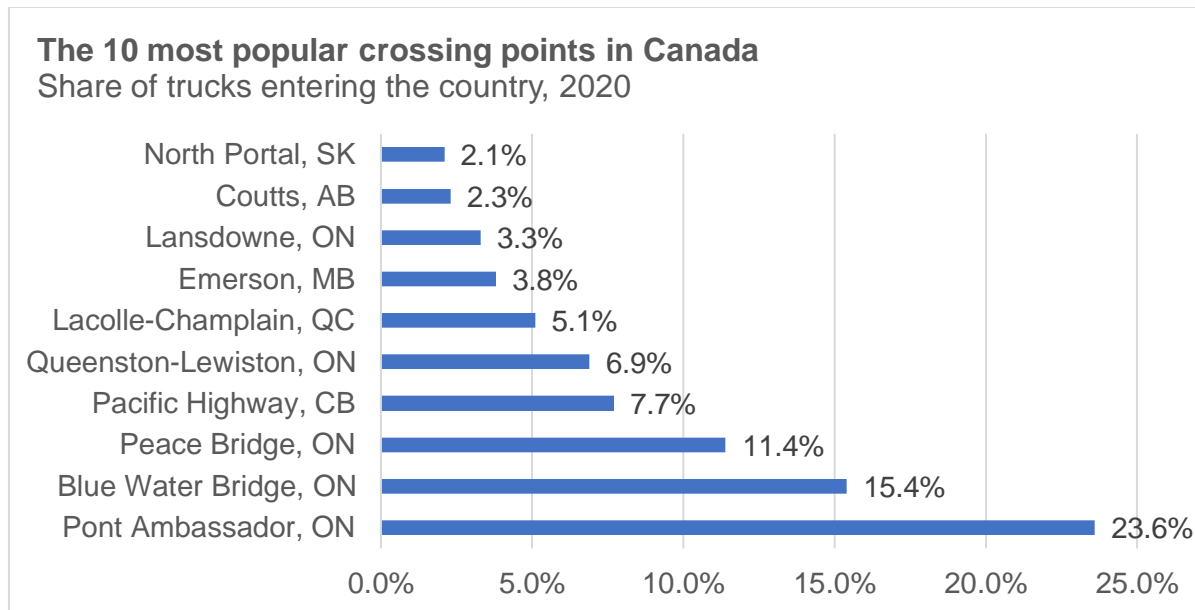 The 10 most popular crossing points in Canada
Share of trucks entering the country, 2020
North Portal, SK 2.1%
Coutts, AB 2.3%
Lansdowne, ON 3.3%
Emerson, MB 3.8%
Lacolle-Champlain, QC 5.1%
Queenston-Lewiston, ON 6.9%
Pacific Highway, CB 7.7%
Peace Bridge, ON 11.4%
Blue Water Bridge, ON 15.4%
Pont Ambassador, ON 23.6%
0.0% 5.0% 10.0% 15.0% 20.0% 25.0%